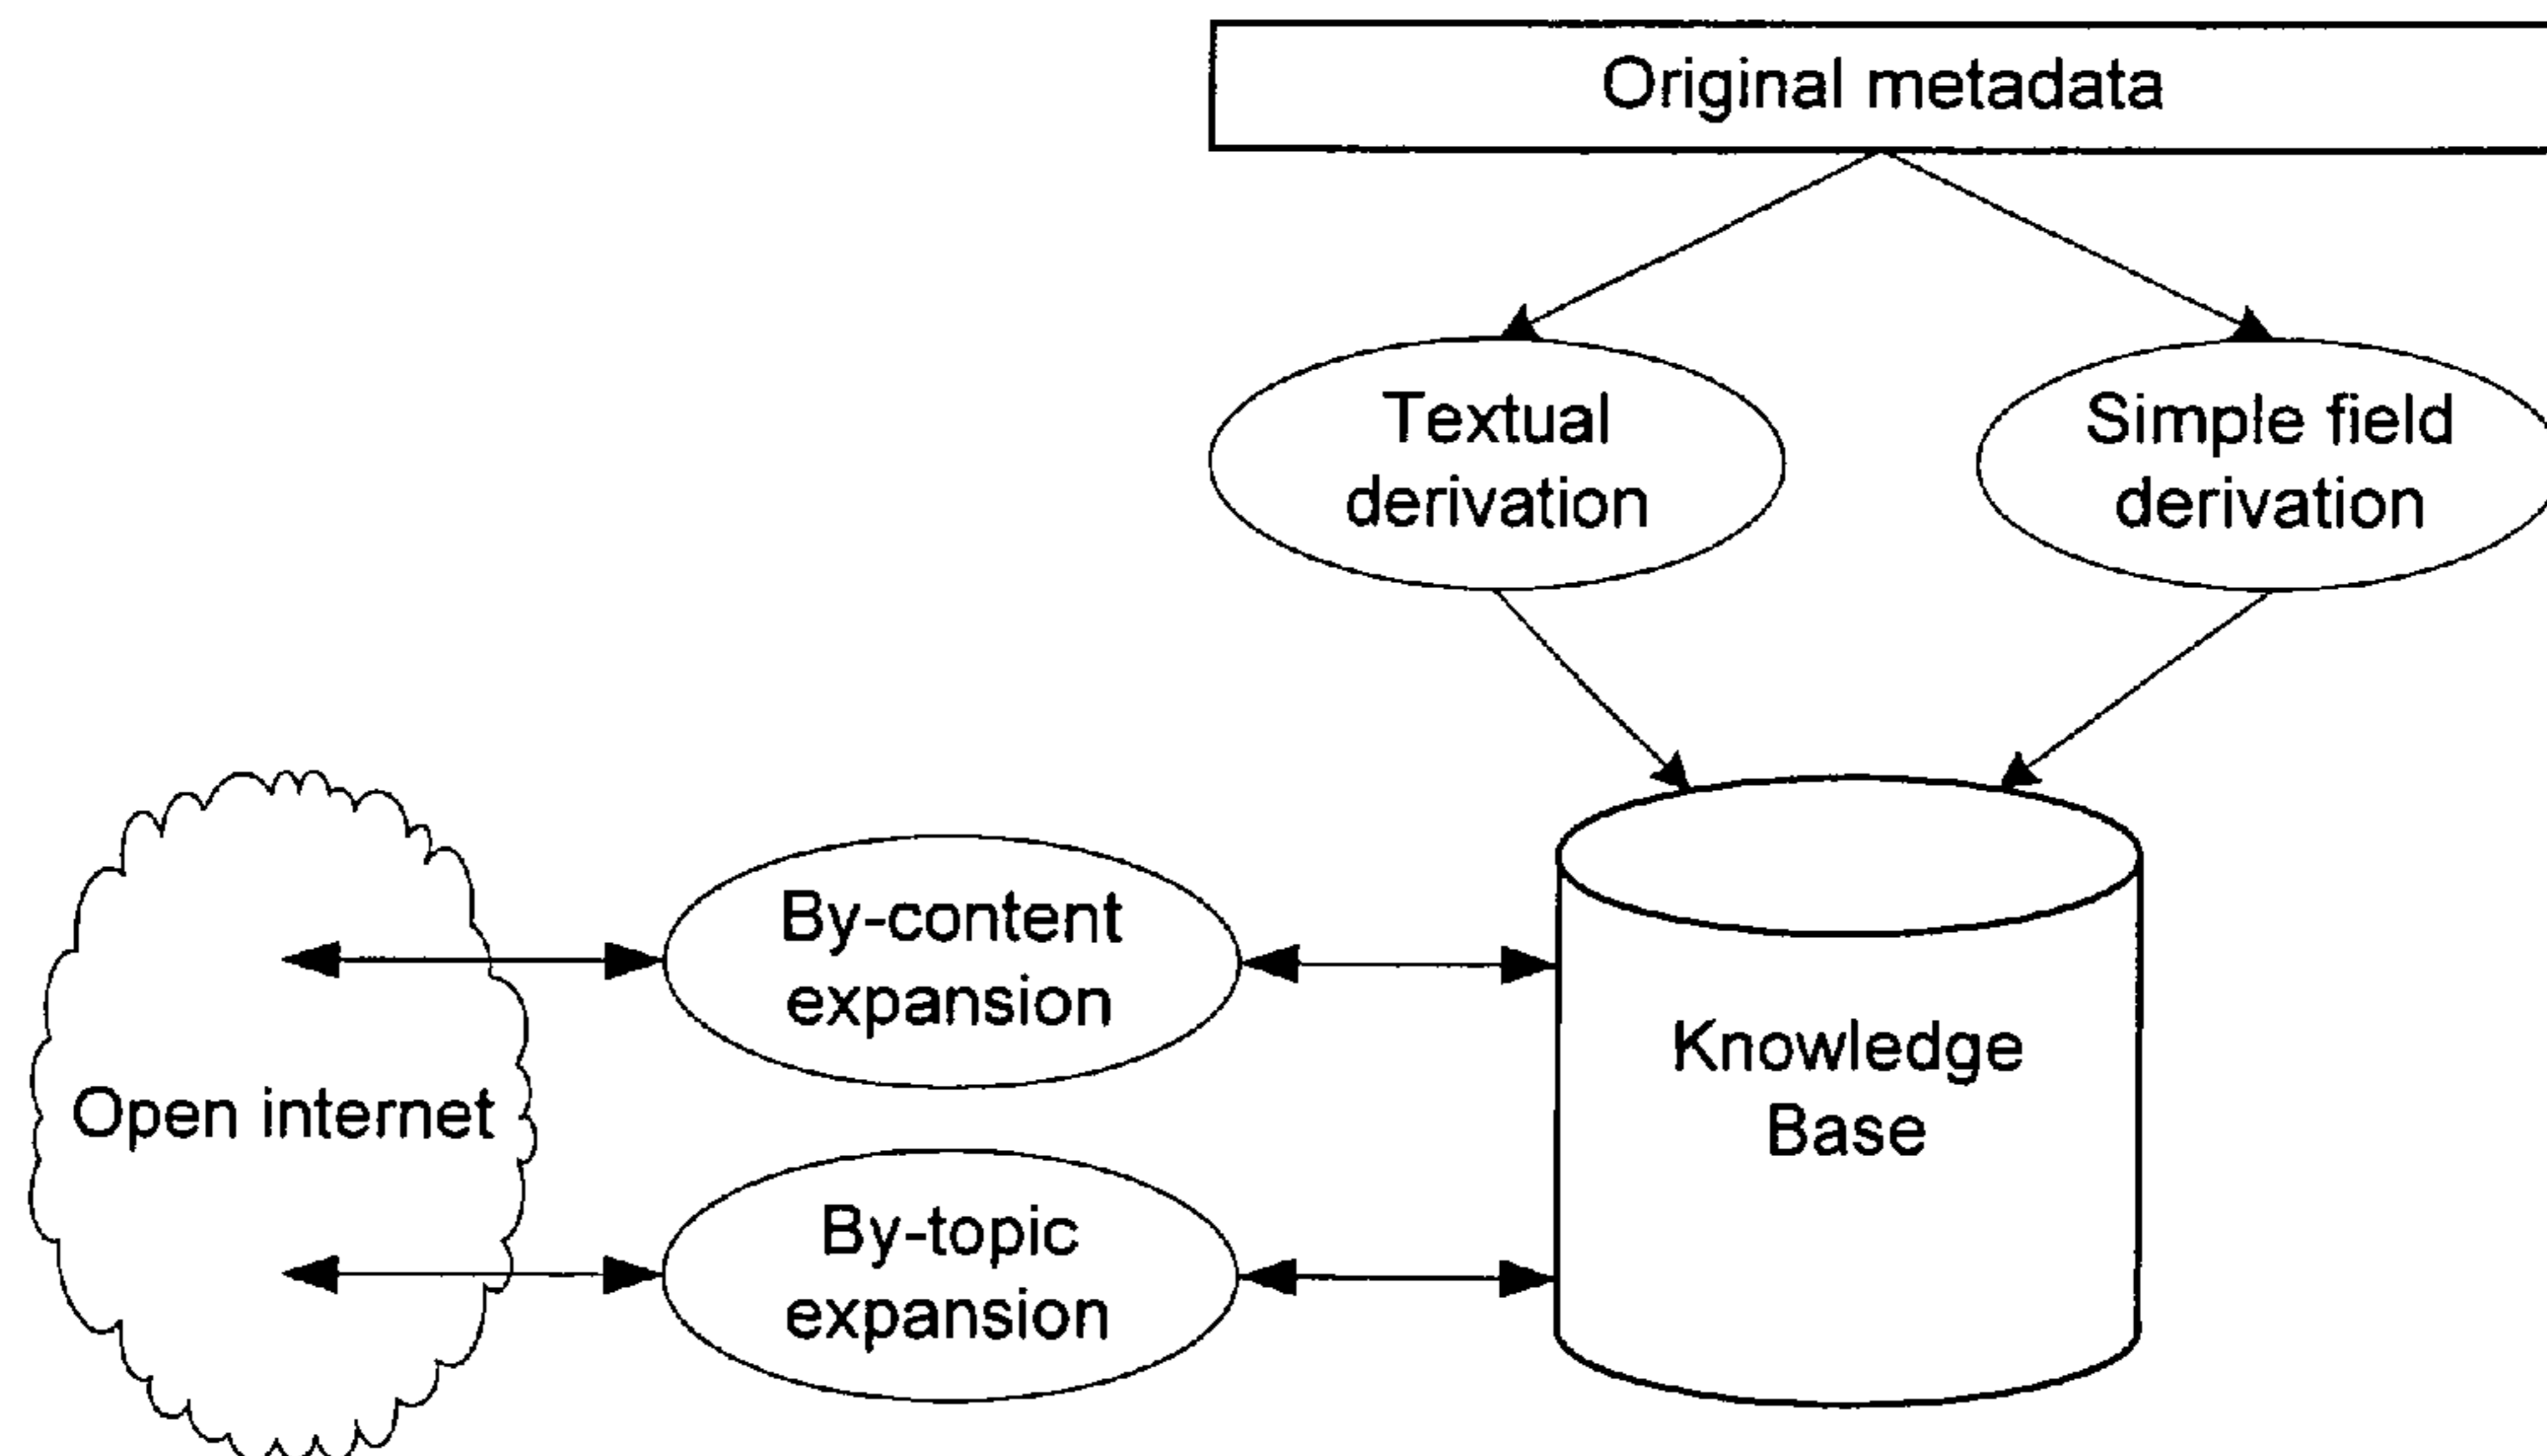 Original metadata
Textual
derivation
Simple field
derivation
By-content
expansion
Knowledge
Base
Open internet
By-topic
expansion